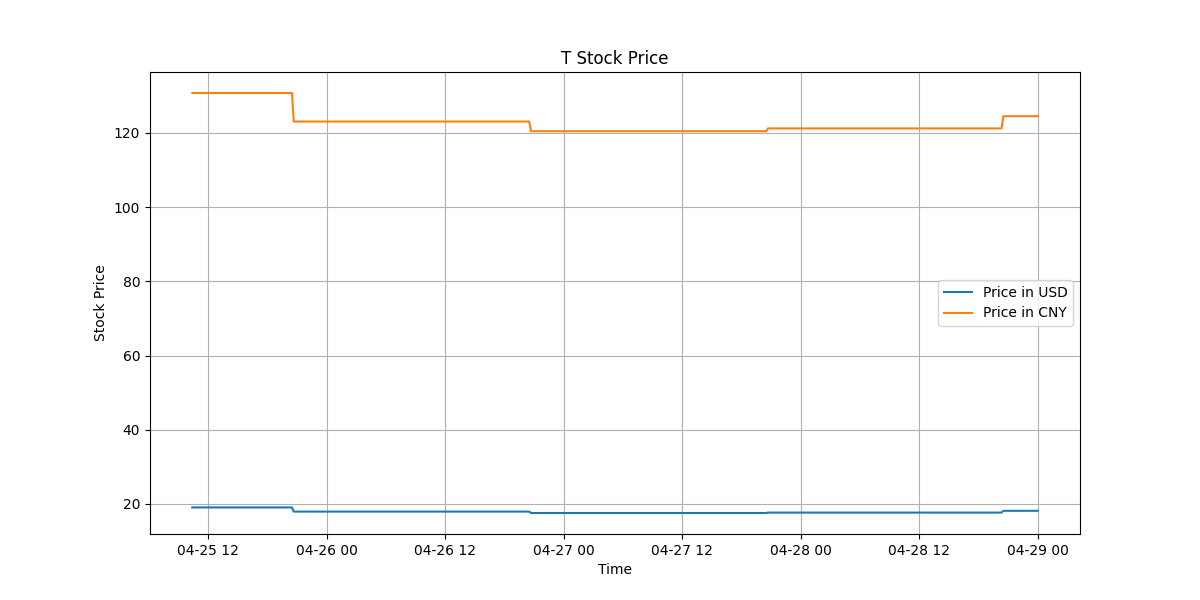 T Stock Price
120
100
80
60
40
20
Stock Price
Price in USD
Price in CNY
04-25 12
04-26 00
04-26 12
04-27 00
04-27 12
04-28 00
04-28 12
04-29 00
Time